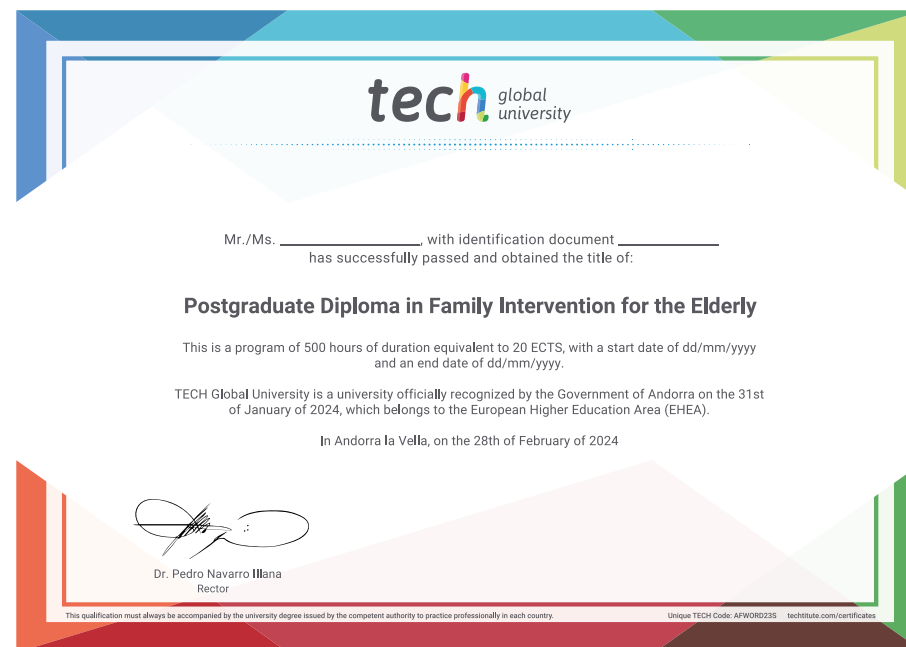 tech global
university
Mr./Ms. ____________, with identification document ____________
has successfully passed and obtained the title of:
Postgraduate Diploma in Family Intervention for the Elderly
This is a program of 500 hours of duration equivalent to 20 ECTS, with a start date of dd/mm/yyyy
and an end date of dd/mm/yyyy.
TECH Global University is a university officially recognized by the Government of Andorra on the 31st
of January of 2024, which belongs to the European Higher Education Area (EHEA).
In Andorra la Vella, on the 28th of February of 2024
Dr. Pedro Navarro Illana
Rector
This qualification must always be accompanied by the university degree issued by the competent authority to practice professionally in each country. Unique TECH Code: AFWORD23S techtitute.com/certificates